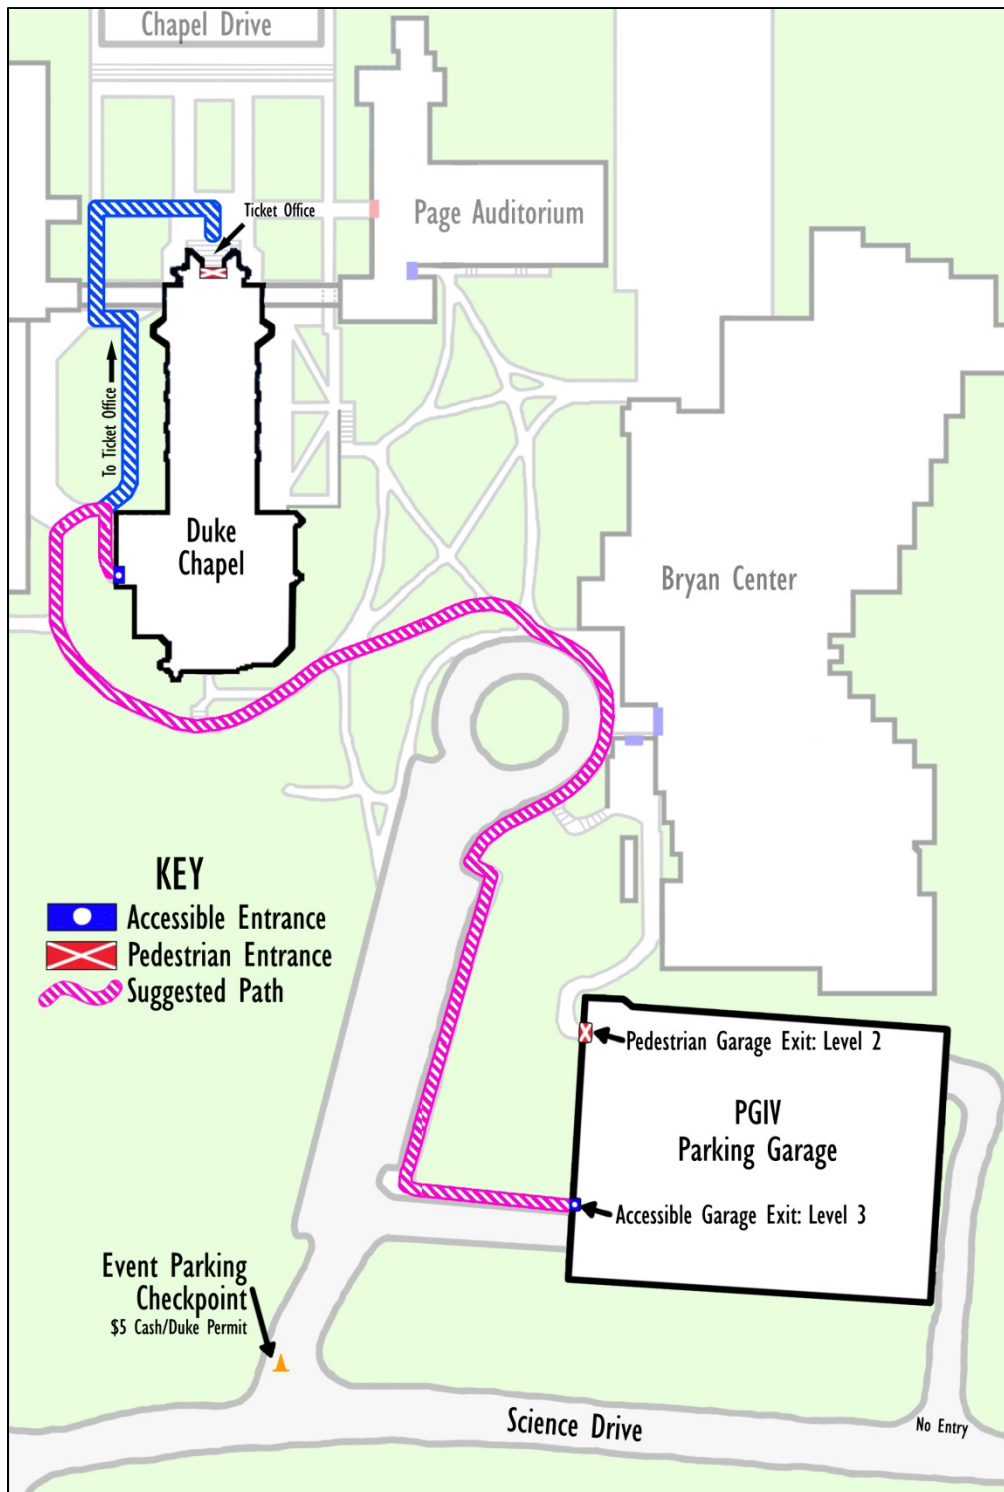 Chapel Drive
Ticket Office
Page Auditorium
To Ticket Office
Duke
Chapel
Bryan Center
KEY
Accessible Entrance
Pedestrian Entrance
Suggested Path
Pedestrian Garage Exit: Level 2
PGIV
Parking Garage
Accessible Garage Exit: Level 3
Event Parking
Checkpoint
$5 Cash/Duke Permit
Science Drive
No Entry